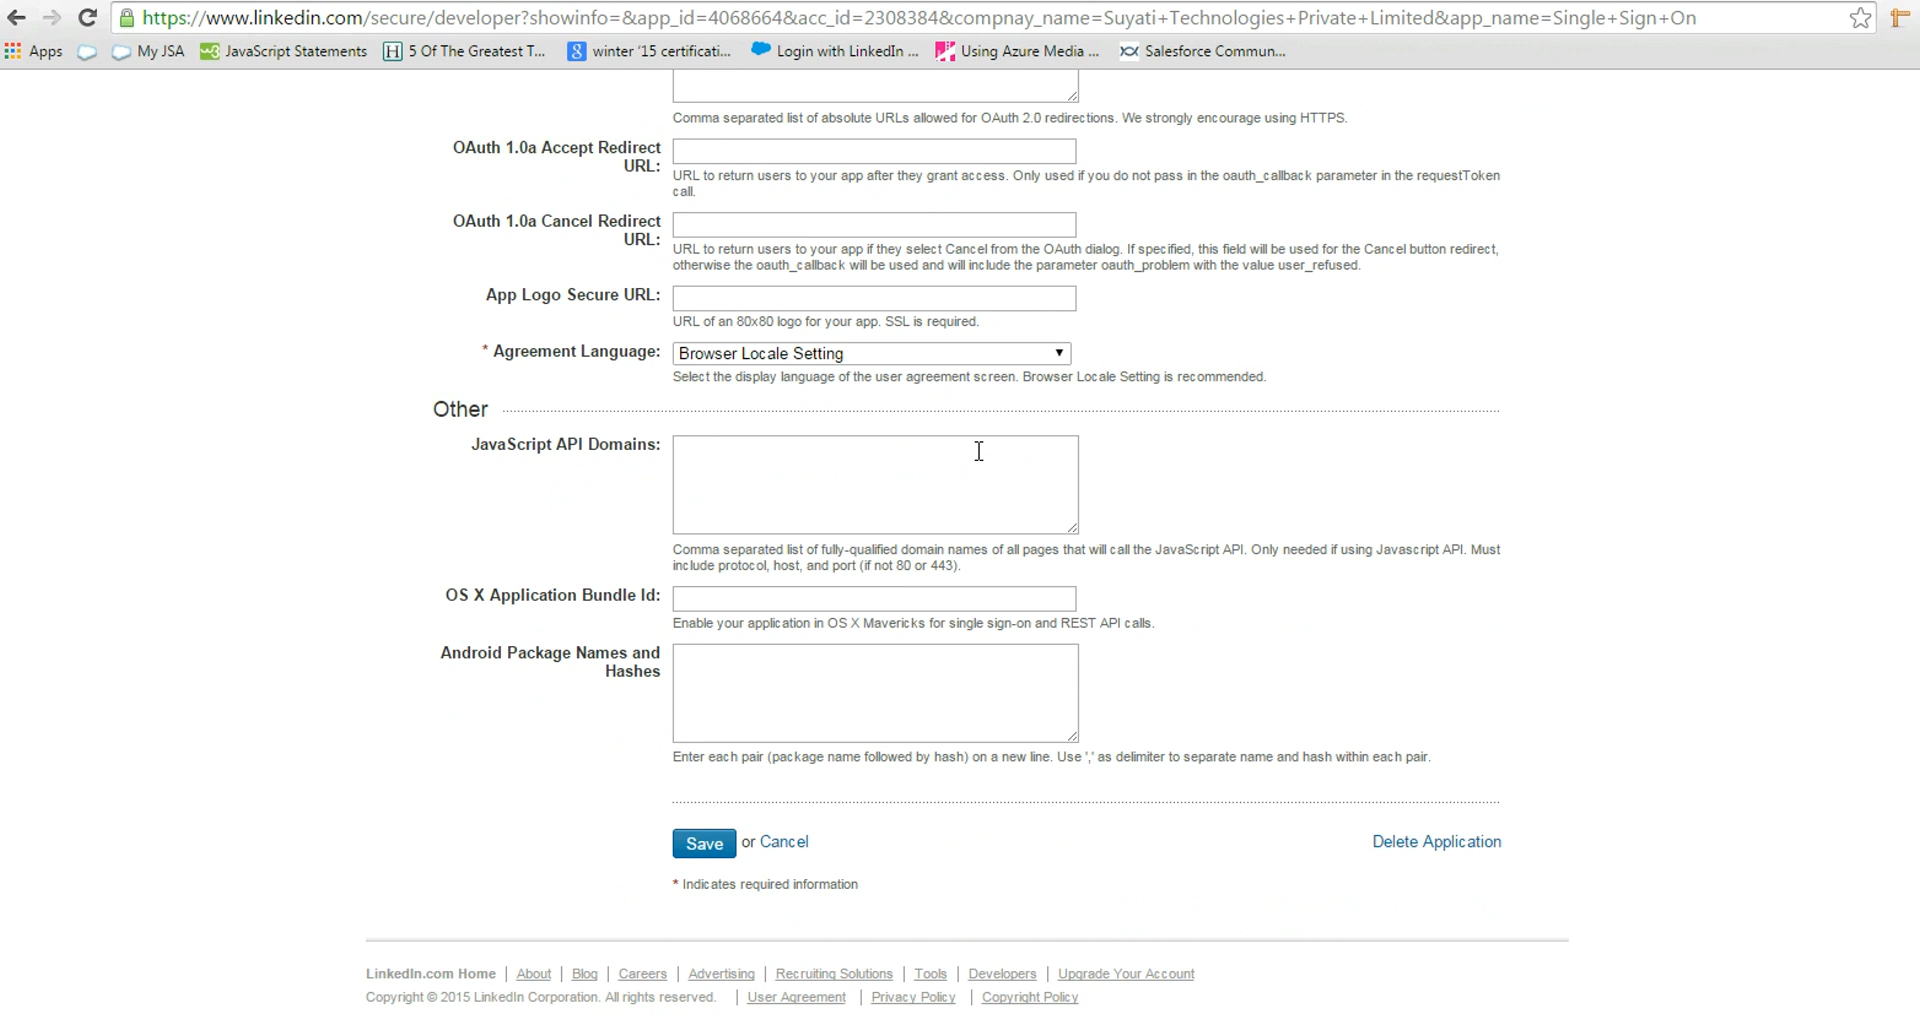 https://www.linkedin.com/secure/developer?showinfo=&app_id=4068664&acc_id=2308384&compnay_name=Suyati+Technologies+Private+Limited&app_name=Single+Sign+On
Apps My JSA JavaScript Statements 5 Of The Greatest T... winter '15 certificati... Login with LinkedIn ... Using Azure Media ... Salesforce Commun...
Comma separated list of absolute URLs allowed for OAuth 2.0 redirections. We strongly encourage using HTTPS.
OAuth 1.0a Accept Redirect
URL:
URL to return users to your app after they grant access. Only used if you do not pass in the oauth_callback parameter in the requestToken
call.
OAuth 1.0a Cancel Redirect
URL:
URL to return users to your app if they select Cancel from the OAuth dialog. If specified, this field will be used for the Cancel button redirect,
otherwise the oauth_callback will be used and will include the parameter oauth_problem with the value user_refused.
App Logo Secure URL:
URL of an 80x80 logo for your app. SSL is required.
* Agreement Language: Browser Locale Setting
Select the display language of the user agreement screen. Browser Locale Setting is recommended.
Other
JavaScript API Domains:
Comma separated list of fully-qualified domain names of all pages that will call the JavaScript API. Only needed if using Javascript API. Must
include protocol, host, and port (if not 80 or 443).
OS X Application Bundle Id:
Enable your application in OS X Mavericks for single sign-on and REST API calls.
Android Package Names and
Hashes
Enter each pair (package name followed by hash) on a new line. Use ',' as delimiter to separate name and hash within each pair.
Save or Cancel Delete Application
* Indicates required information
LinkedIn.com Home | About | Blog | Careers | Advertising | Recruiting Solutions | Tools | Developers | Upgrade Your Account
Copyright © 2015 LinkedIn Corporation. All rights reserved. | User Agreement | Privacy Policy | Copyright Policy